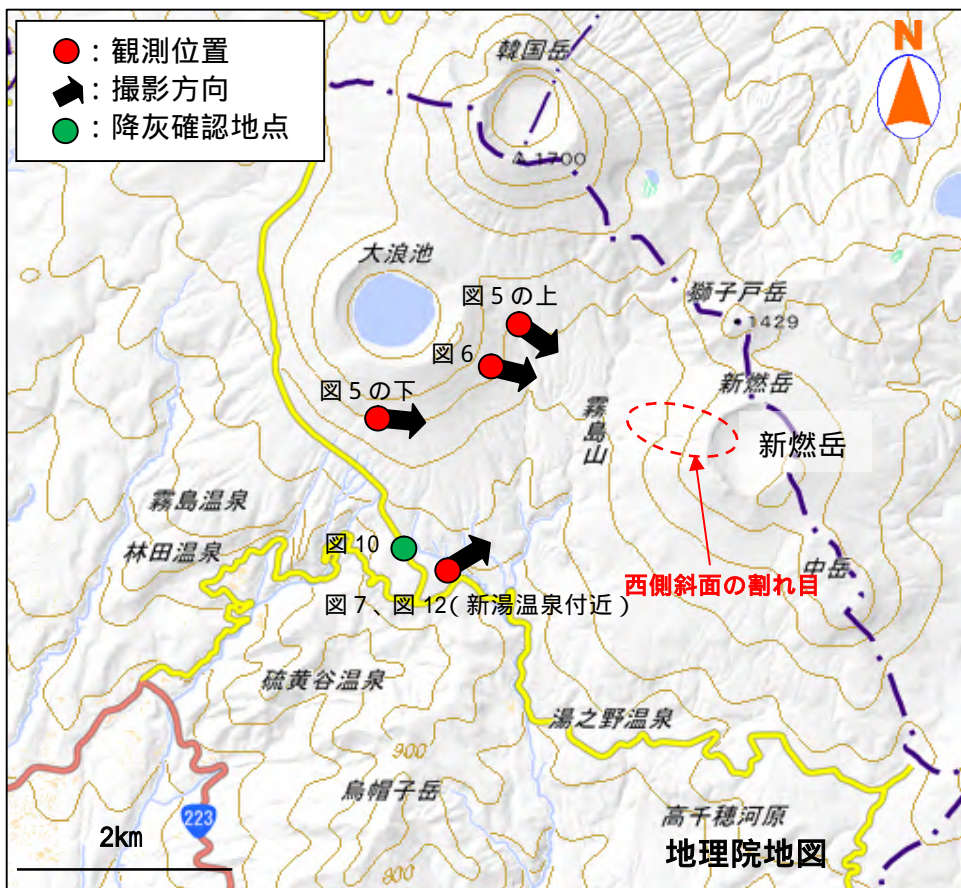 ：観測位置
：撮影方向
：降灰確認地点
N
韓国岳
1700
大浪池
獅子戸岳
図５の上
1429
図６
新燃岳
図５の下
霧島山
新燃岳
霧島温泉
林田温泉
図10
中岳
西側斜面の割れ目
図７、図12（新湯温泉付近）
硫黄谷温泉
湯之野温泉
900
烏帽子岳
223
高千穂河原
2km
地理院地図
900